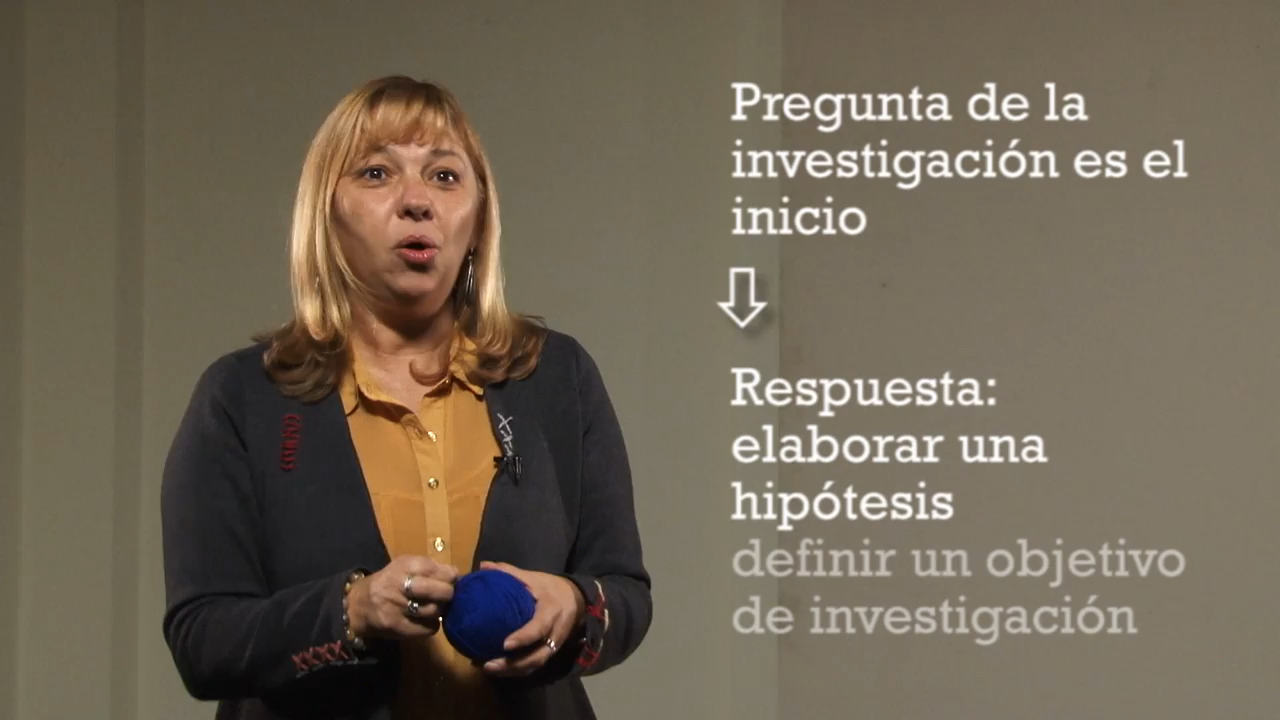 Pregunta de la
investigación es el
inicio
Respuesta:
elaborar una
hipótesis
definir un objetivo
de investigación